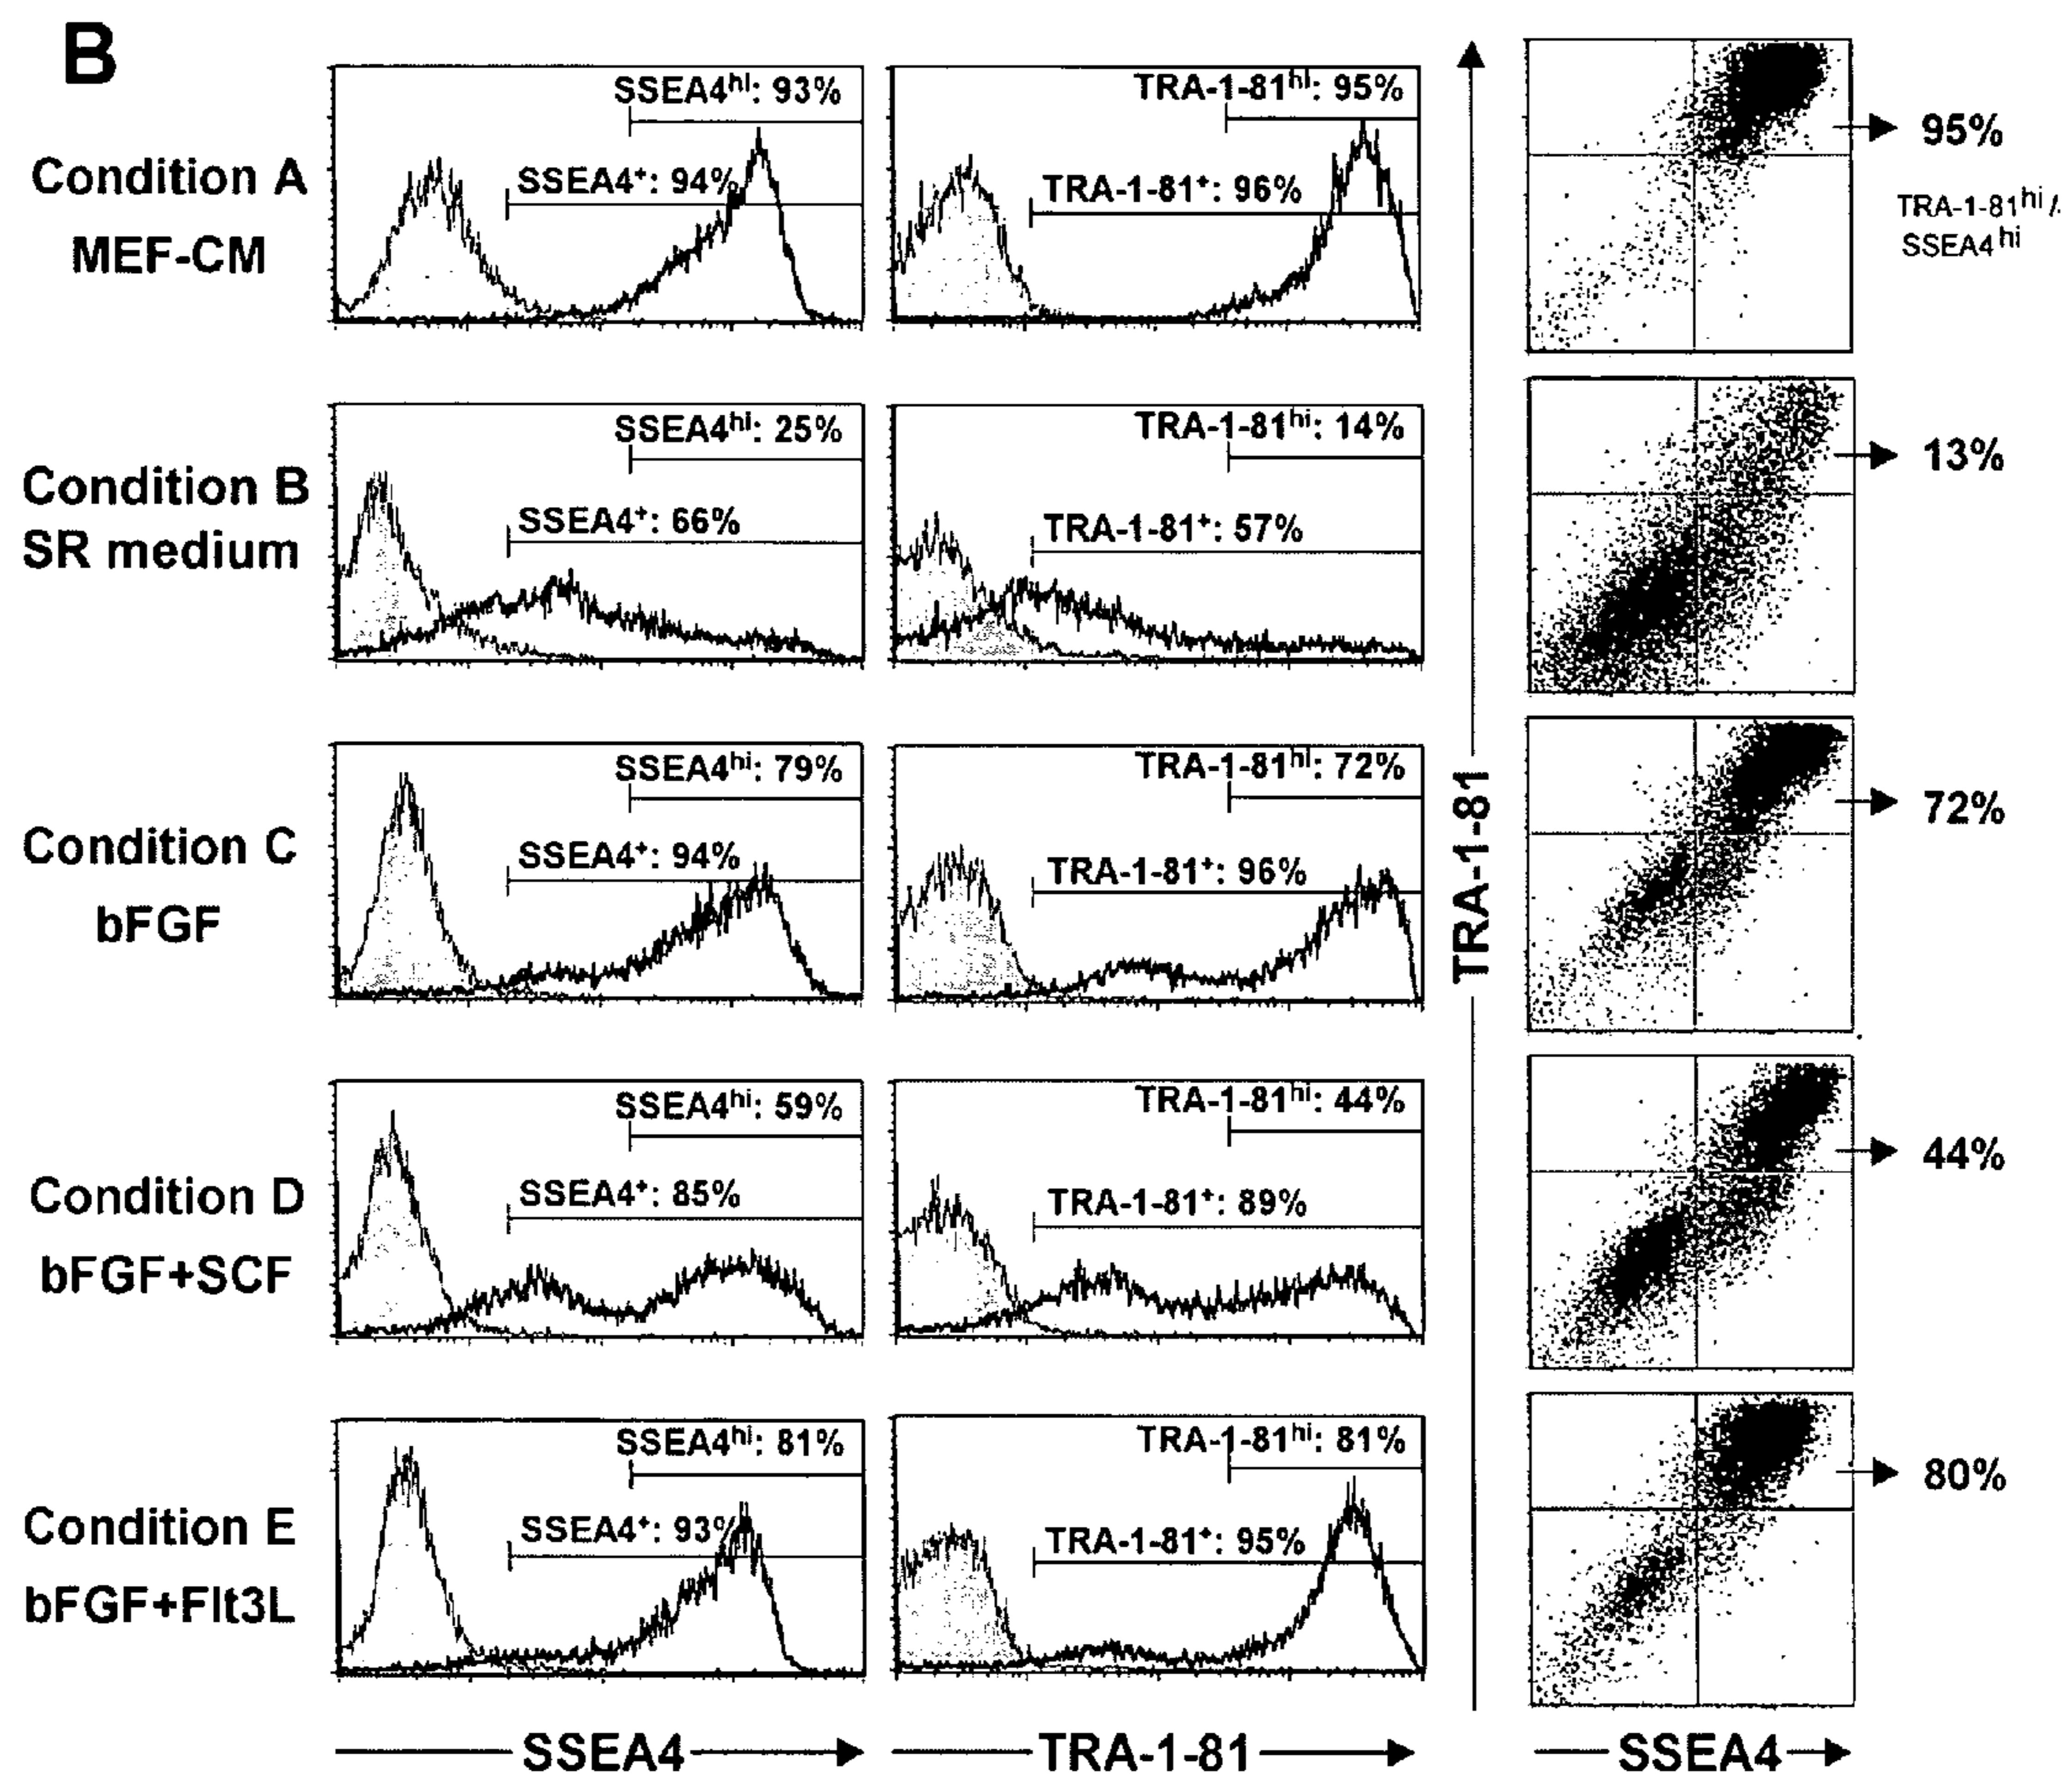 B
Condition A
MEF-CM
SSEA4hi: 93%
SSEA4+: 94%
TRA-1-81hi: 95%
TRA-1-81+: 96%
95%
TRA-1-81hi/
SSEA4hi
Condition B
SR medium
SSEA4hi: 25%
SSEA4+: 66%
TRA-1-81hi: 14%
TRA-1-81+: 57%
13%
Condition C
bFGF
SSEA4hi: 79%
SSEA4+: 94%
TRA-1-81hi: 72%
TRA-1-81+: 96%
TRA-1-81
72%
Condition D
bFGF+SCF
SSEA4hi: 59%
SSEA4+: 85%
TRA-1-81hi: 44%
TRA-1-81+: 89%
44%
Condition E
bFGF+Flt3L
SSEA4hi: 81%
SSEA4+: 93%
TRA-1-81hi: 81%
TRA-1-81+: 95%
80%
SSEA4
TRA-1-81
SSEA4